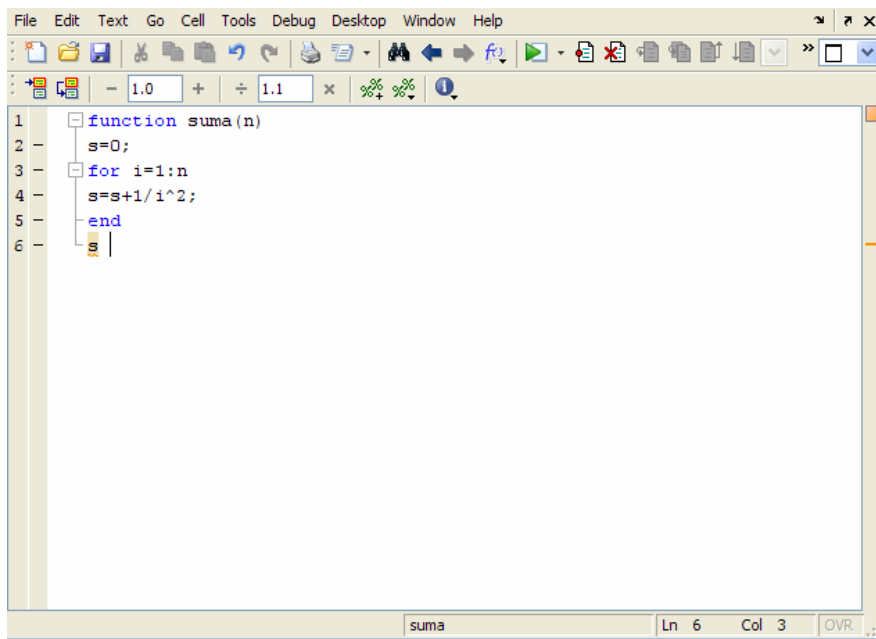 File Edit Text Go Cell Tools Debug Desktop Window Help
1.0 1.1
1 function suma(n)
2 s=0;
3 for i=1:n
4 s=s+1/i^2;
5 end
6 s
suma Ln 6 Col 3 OVR